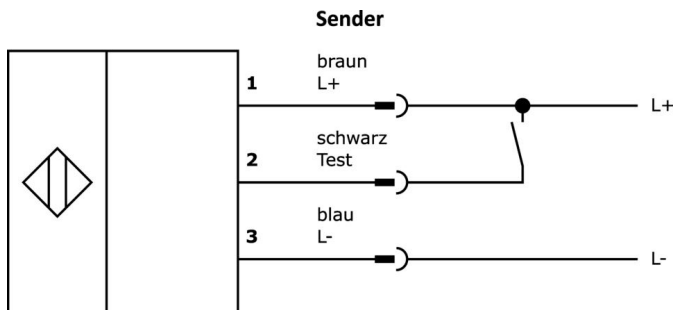 Sender
braun
1 L+ L+
schwarz
2 Test
blau
3 L- L-